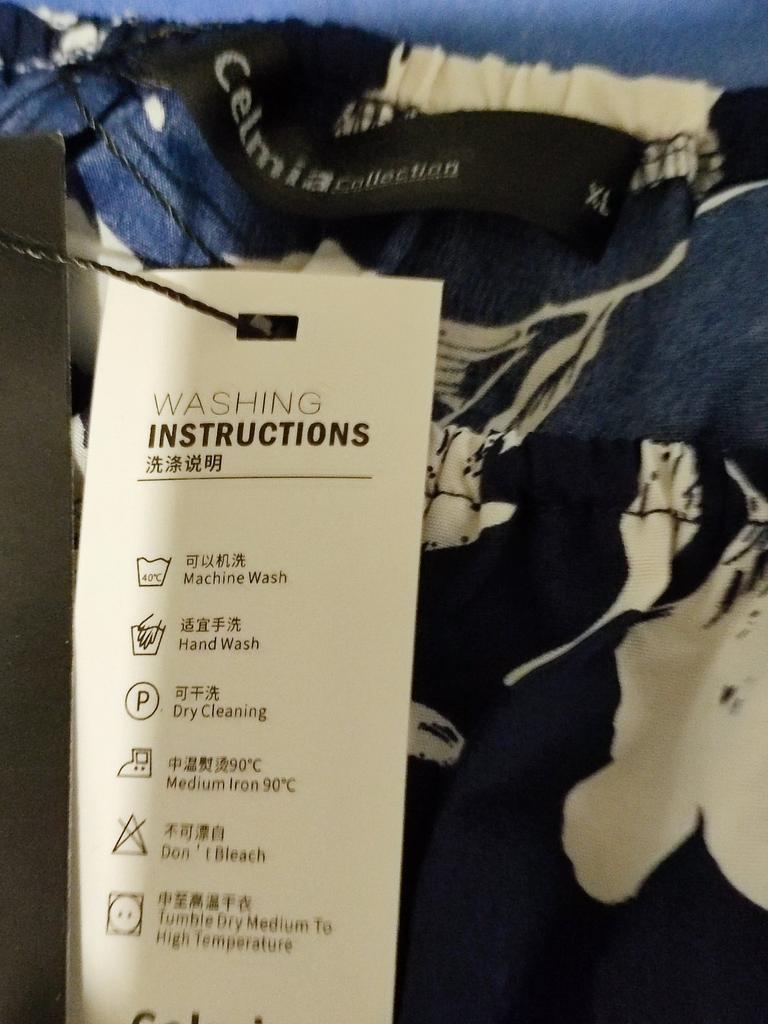 Celmia collection
XL
WASHING
INSTRUCTIONS
洗涤说明
40℃
可以机洗
Machine Wash
适宜手洗
Hand Wash
P
可干洗
Dry Cleaning
中温熨烫90℃
Medium Iron 90℃
不可漂白
Don't Bleach
中至高温干衣
Tumble Dry Medium To
High Temperature